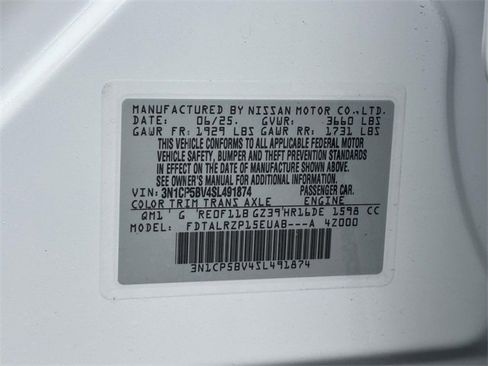 MANUFACTURED BY NISSAN MOTOR CO.,LTD.
DATE: 06/25. GVWR: 3660 LBS
GAWR FR: 1929 LBS GAWR RR: 1731 LBS
THIS VEHICLE CONFORMS TO ALL APPLICABLE FEDERAL MOTOR
VEHICLE SAFETY, BUMPER AND THEFT PREVENTION STANDARDS
IN EFFECT ON THE DATE OF MANUFACTURE SHOWN ABOVE.
SEE OWNER'S MANUAL FOR ADDITIONAL INFORMATION
VIN: 3N1CP5BV4SL491874 PASSENGER CAR.
COLOR TRIM TRANS AXLE ENGINE
QM1 G RE0F11B GZ39 HR16DE 1598 CC
MODEL: FDTALRZP15EUAB---A 4Z000
3N1CP5BV4SL491874